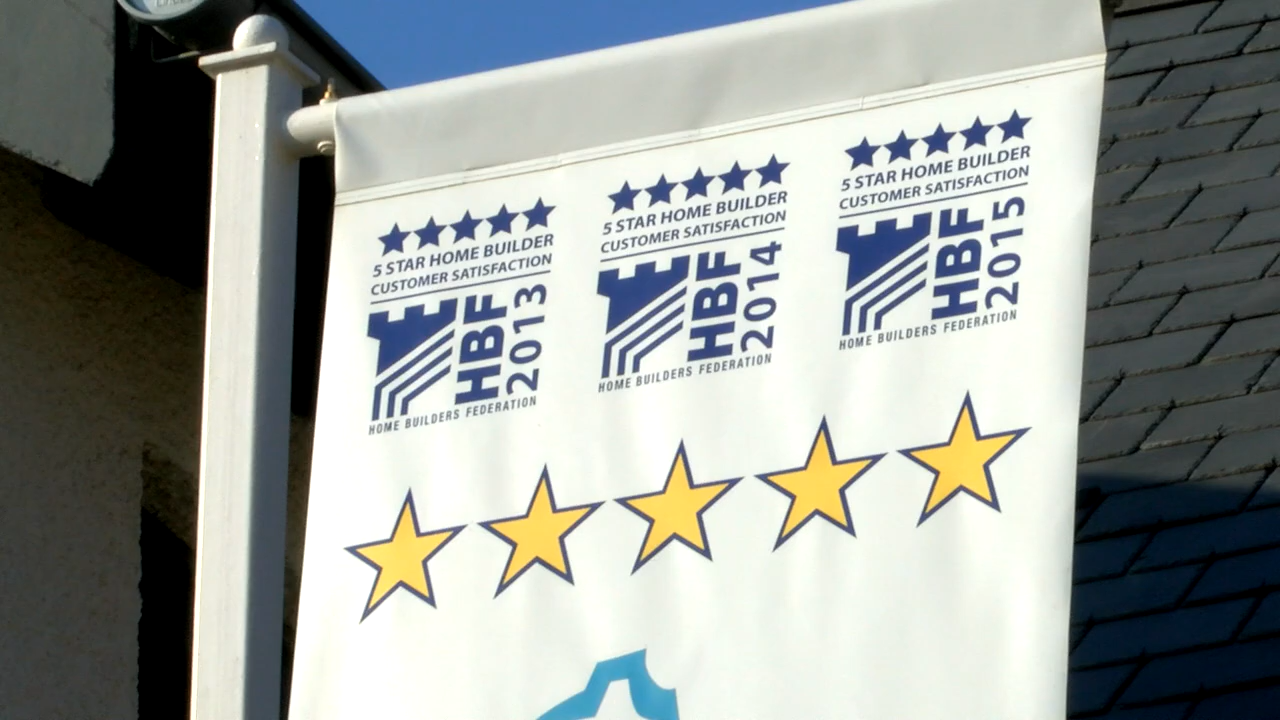 5 STAR HOME BUILDER
CUSTOMER SATISFACTION
HBF
2013
HOME BUILDERS FEDERATION
5 STAR HOME BUILDER
CUSTOMER SATISFACTION
HBF
2014
HOME BUILDERS FEDERATION
5 STAR HOME BUILDER
CUSTOMER SATISFACTION
HBF
2015
HOME BUILDERS FEDERATION